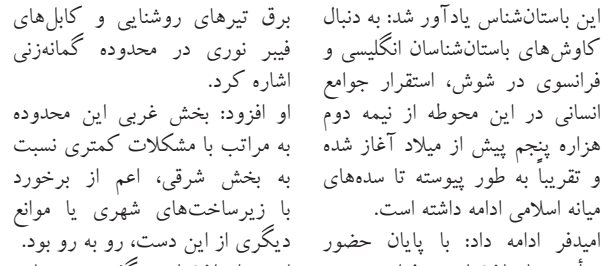 این باستان‌شناس یادآور شد: به دنبال
کاوش‌های باستان‌شناسان انگلیسی و
فرانسوی در شوش، استقرار جوامع
انسانی در این محوطه از نیمه دوم
هزاره پنجم پیش از میلاد آغاز شده
و تقریباً به طور پیوسته تا سده‌های
میانه اسلامی ادامه داشته است.
امیدفر ادامه داد: با پایان حضور
برق تیرهای روشنایی و کابل‌های
فیبر نوری در محدوده گمانه‌زنی
اشاره کرد.
او افزود: بخش غربی این محدوده
به مراتب با مشکلات کمتری نسبت
به بخش شرقی، اعم از برخورد
با زیرساخت‌های شهری یا موانع
دیگری از این دست، رو به رو بود.